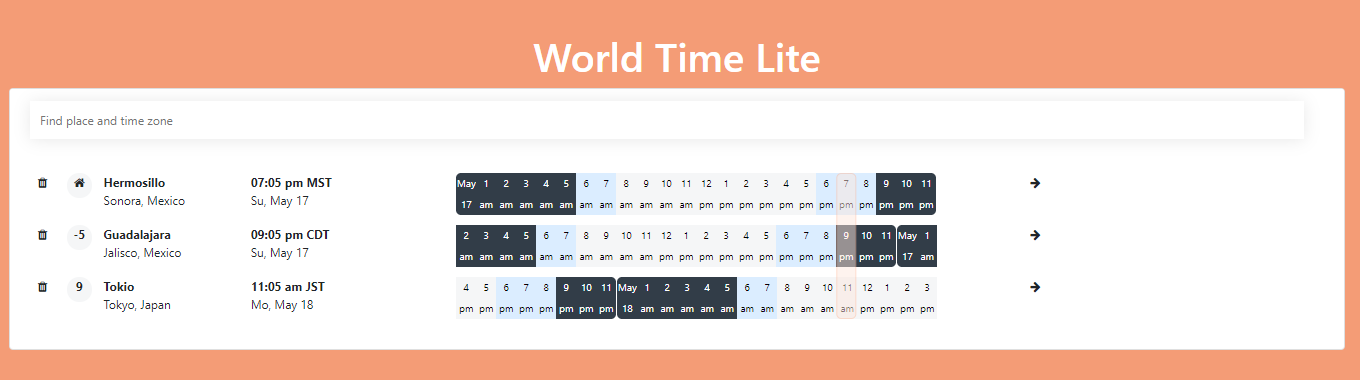 World Time Lite
Find place and time zone
Hermosillo 07:05 pm MST May 1 2 3 4 5 6 7 8 9 10 11 12 1 2 3 4 5 6 7 8 9 10 11
Sonora, Mexico Su, May 17 17 am am am am am am am am am am am pm pm pm pm pm pm pm pm pm pm pm pm
-5 Guadalajara 09:05 pm CDT 2 3 4 5 6 7 8 9 10 11 12 1 2 3 4 5 6 7 8 9 10 11 May 1
Jalisco, Mexico Su, May 17 am am am am am am am am am am pm pm pm pm pm pm pm pm pm pm pm pm 17 am
9 Tokio 11:05 am JST 4 5 6 7 8 9 10 11 May 1 2 3 4 5 6 7 8 9 10 11 12 1 2 3
Tokyo, Japan Mo, May 18 pm pm pm pm pm pm pm pm 18 am am am am am am am am am am am pm pm pm pm